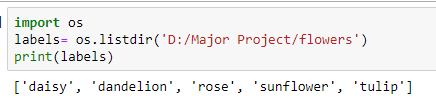 import os
labels= os.listdir('D:/Major Project/flowers')
print(labels)
['daisy', 'dandelion', 'rose', 'sunflower', 'tulip']